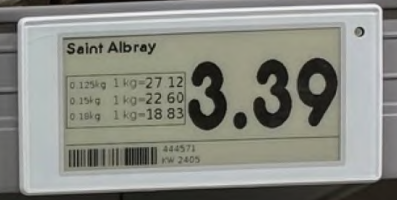 Saint Albray
0.125kg 1 kg=27 12
0.15kg 1 kg=22 60
0.18kg 1 kg=18 83
3.39
444571
KW 2405